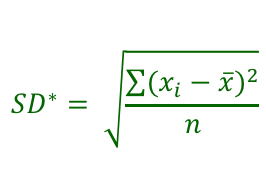 SD* = √(∑(xᵢ − x̄)² / n)